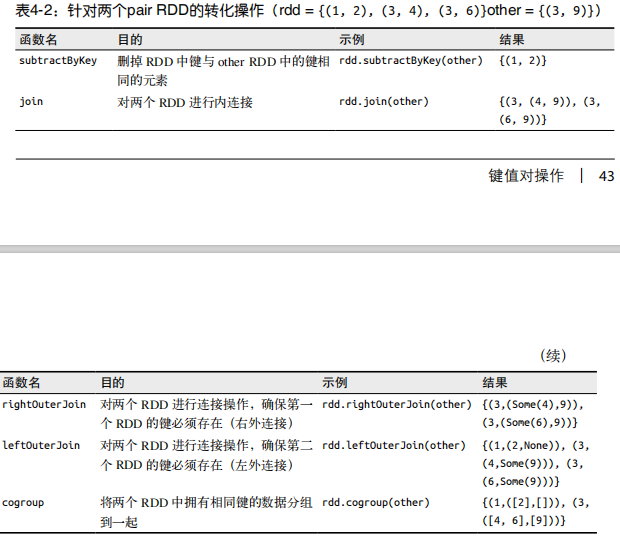 表4-2：针对两个pair RDD的转化操作（rdd = {(1, 2), (3, 4), (3, 6)}other = {(3, 9)}）
函数名 目的 示例 结果
subtractByKey 删掉 RDD 中键与 other RDD 中的键相 rdd.subtractByKey(other) {(1, 2)}
同的元素
join 对两个 RDD 进行内连接 rdd.join(other) {(3, (4, 9)), (3,
(6, 9))}
键值对操作 | 43
（续）
函数名 目的 示例 结果
rightOuterJoin 对两个 RDD 进行连接操作，确保第一 rdd.rightOuterJoin(other) {(3,(Some(4),9)),
个 RDD 的键必须存在（右外连接） (3,(Some(6),9))}
leftOuterJoin 对两个 RDD 进行连接操作，确保第二 rdd.leftOuterJoin(other) {(1,(2,None)), (3,
个 RDD 的键必须存在（左外连接） (4,Some(9))), (3,
(6,Some(9)))}
cogroup 将两个 RDD 中拥有相同键的数据分组 rdd.cogroup(other) {(1,([2],[])), (3,
到一起 ([4, 6],[9]))}